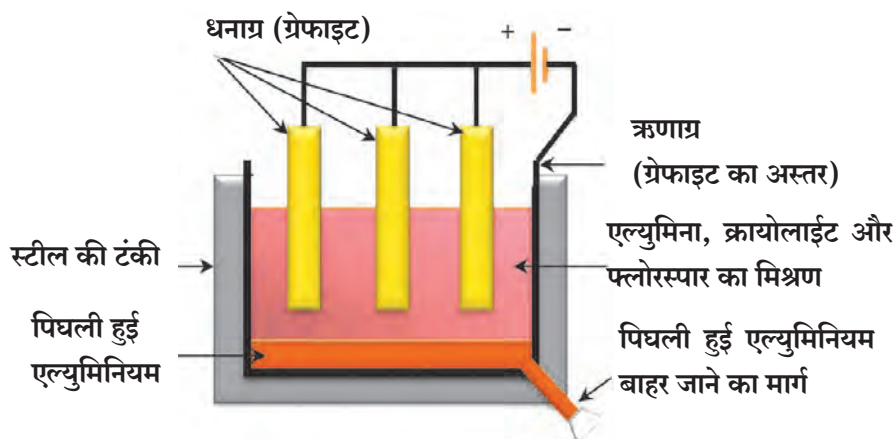 धनाग्र (ग्रेफाइट)
+ −
ऋणाग्र
(ग्रेफाइट का अस्तर)
एल्युमिना, क्रायोलाईट और
फ्लोरस्पार का मिश्रण
स्टील की टंकी
पिघली हुई
एल्युमिनियम
पिघली हुई एल्युमिनियम
बाहर जाने का मार्ग